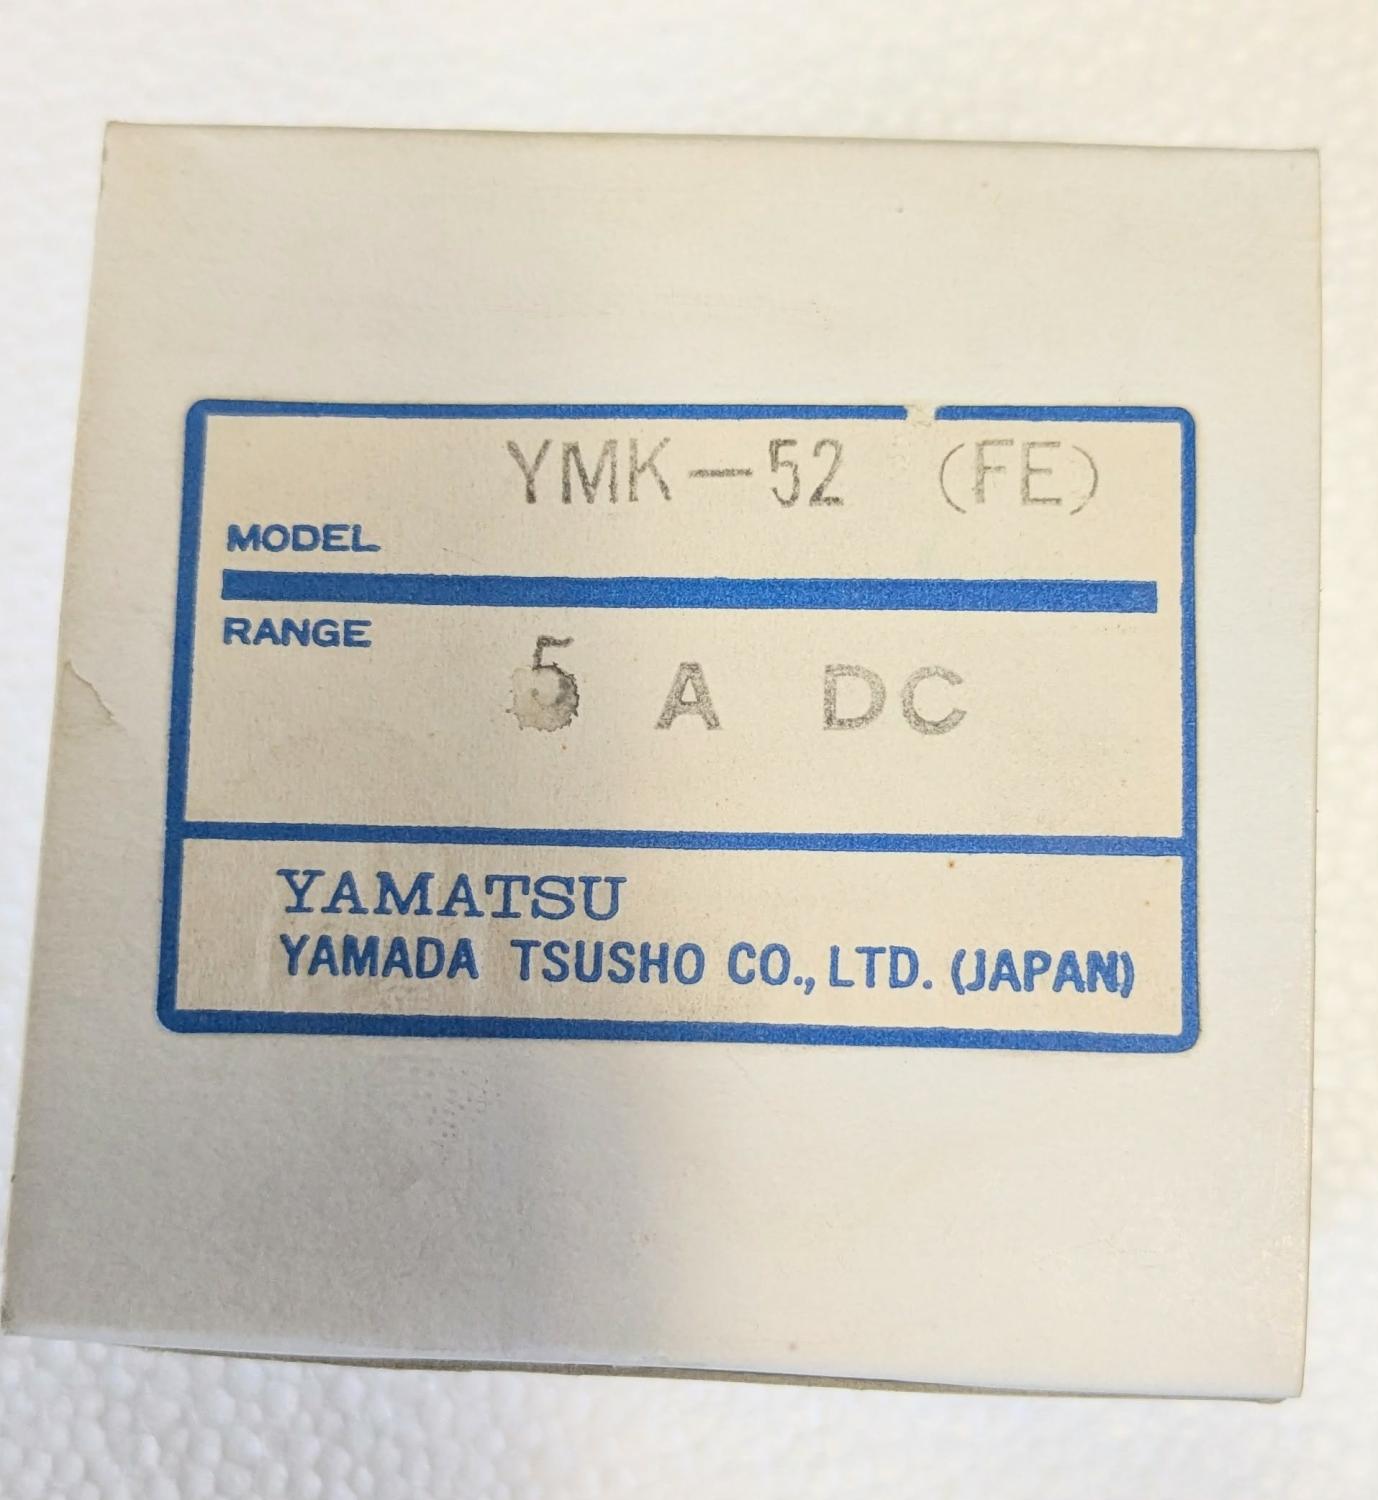 YMK-52 (FE)
MODEL
RANGE
5 A DC
YAMATSU
YAMADA TSUSHO CO., LTD. (JAPAN)